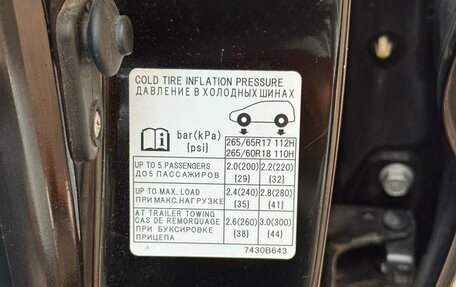 COLD TIRE INFLATION PRESSURE
ДАВЛЕНИЕ В ХОЛОДНЫХ ШИНАХ
bar(kPa)
{psi}
265/65R17 112H
265/60R18 110H
UP TO 5 PASSENGERS
ДО 5 ПАССАЖИРОВ
2.0(200)
{29}
2.2(220)
{32}
UP TO MAX. LOAD
ПРИ МАКС. НАГРУЗКЕ
2.4(240)
{35}
2.8(280)
{41}
AT TRAILER TOWING
CAS DE REMORQUAGE
ПРИ БУКСИРОВКЕ
ПРИЦЕПА
2.6(260)
{38}
3.0(300)
{44}
7430B643